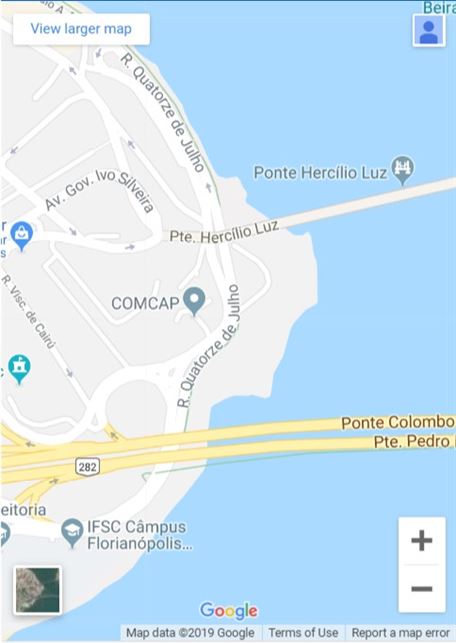 Beira
View larger map
R. Quatorze de Julho
Ponte Hercílio Luz
Av. Gov. Ivo Silveira
Pte. Hercílio Luz
COMCAP
R. Visc. de Cairú
R. Quatorze de Julho
Ponte Colombo
Pte. Pedro
282
eitoria
IFSC Câmpus
Florianópolis...
Google
Map data ©2019 Google
Terms of Use
Report a map error